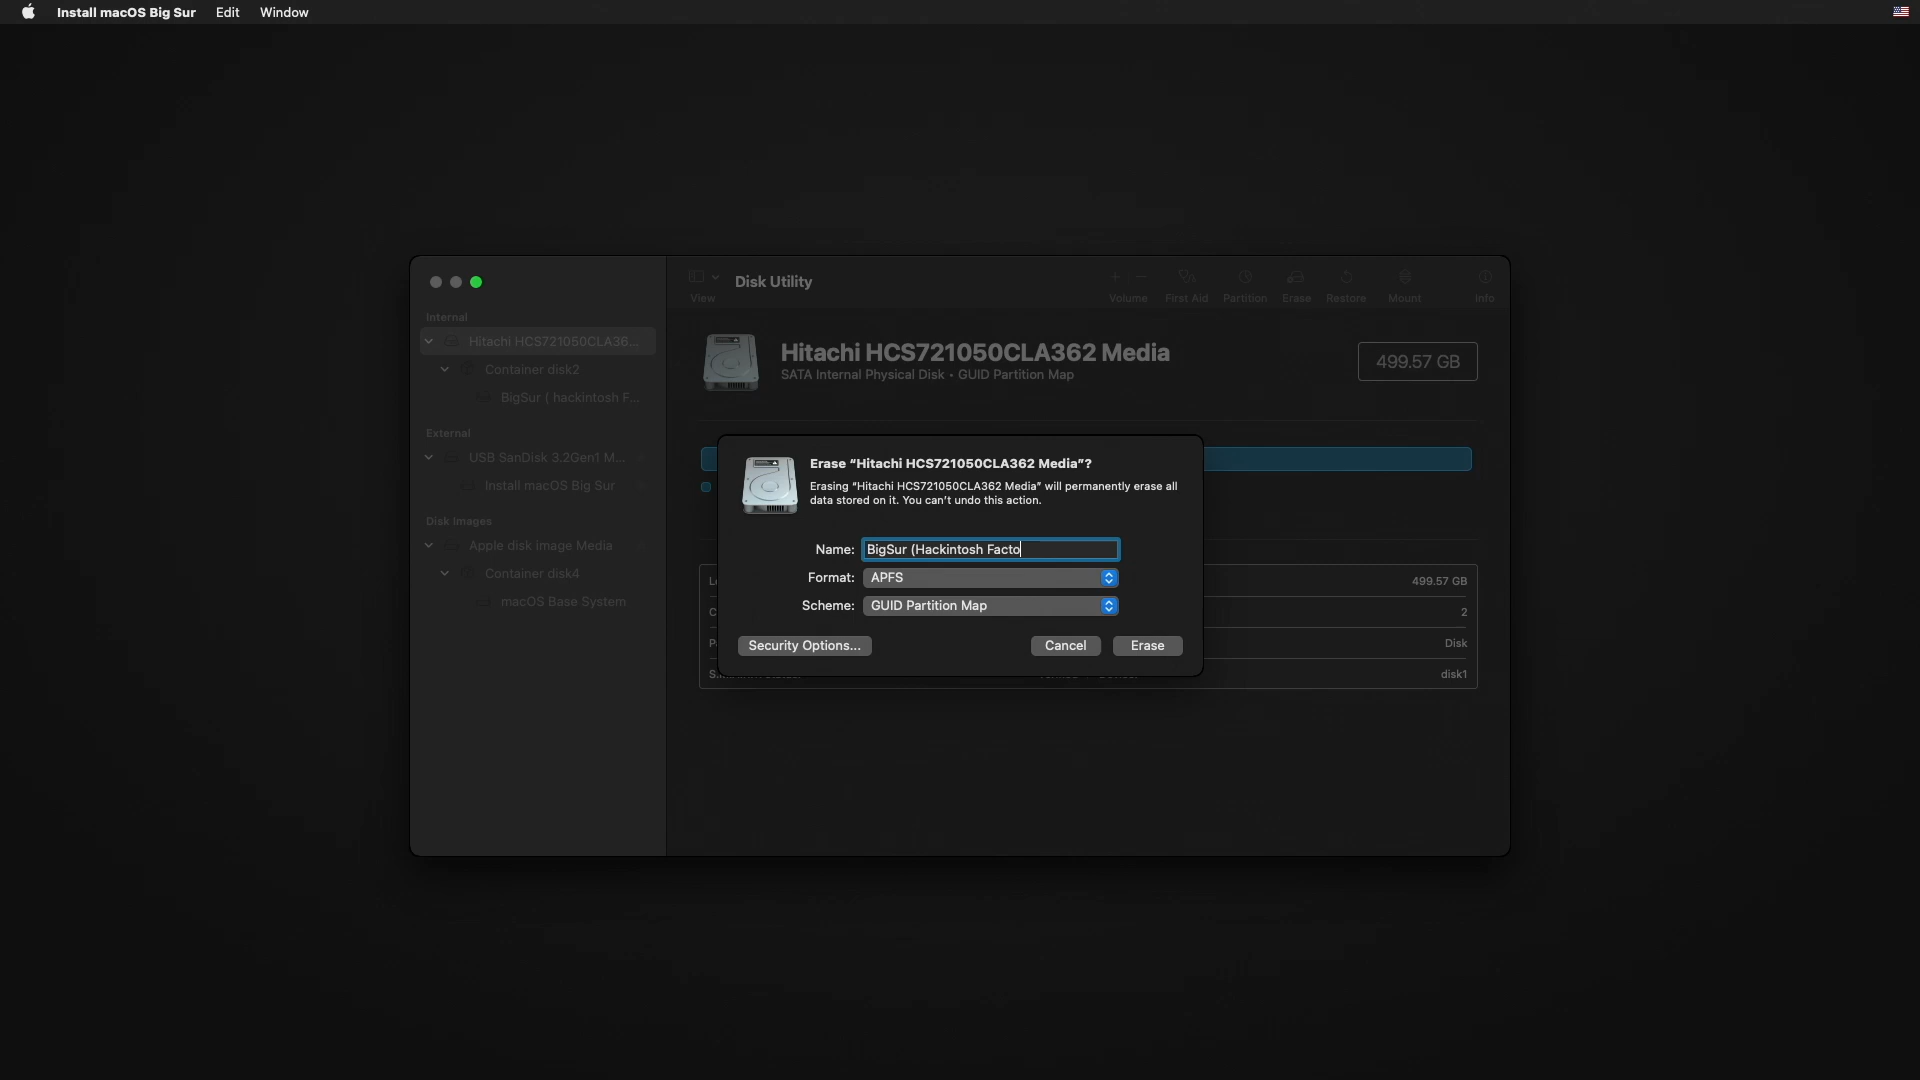 Install macOS Big Sur Edit Window
Disk Utility
View
Volume First Aid Partition Erase Restore Mount Info
Internal
Hitachi HCS721050CLA36...
Container disk2
BigSur ( hackintosh F...
External
USB SanDisk 3.2Gen1 M...
Install macOS Big Sur
Disk Images
Apple disk image Media
Container disk4
macOS Base System
Hitachi HCS721050CLA362 Media
SATA Internal Physical Disk • GUID Partition Map
499.57 GB
Erase “Hitachi HCS721050CLA362 Media”?
Erasing “Hitachi HCS721050CLA362 Media” will permanently erase all
data stored on it. You can’t undo this action.
Name: BigSur (Hackintosh Facto
Format: APFS
Scheme: GUID Partition Map
Security Options... Cancel Erase
499.57 GB
2
Disk
disk1